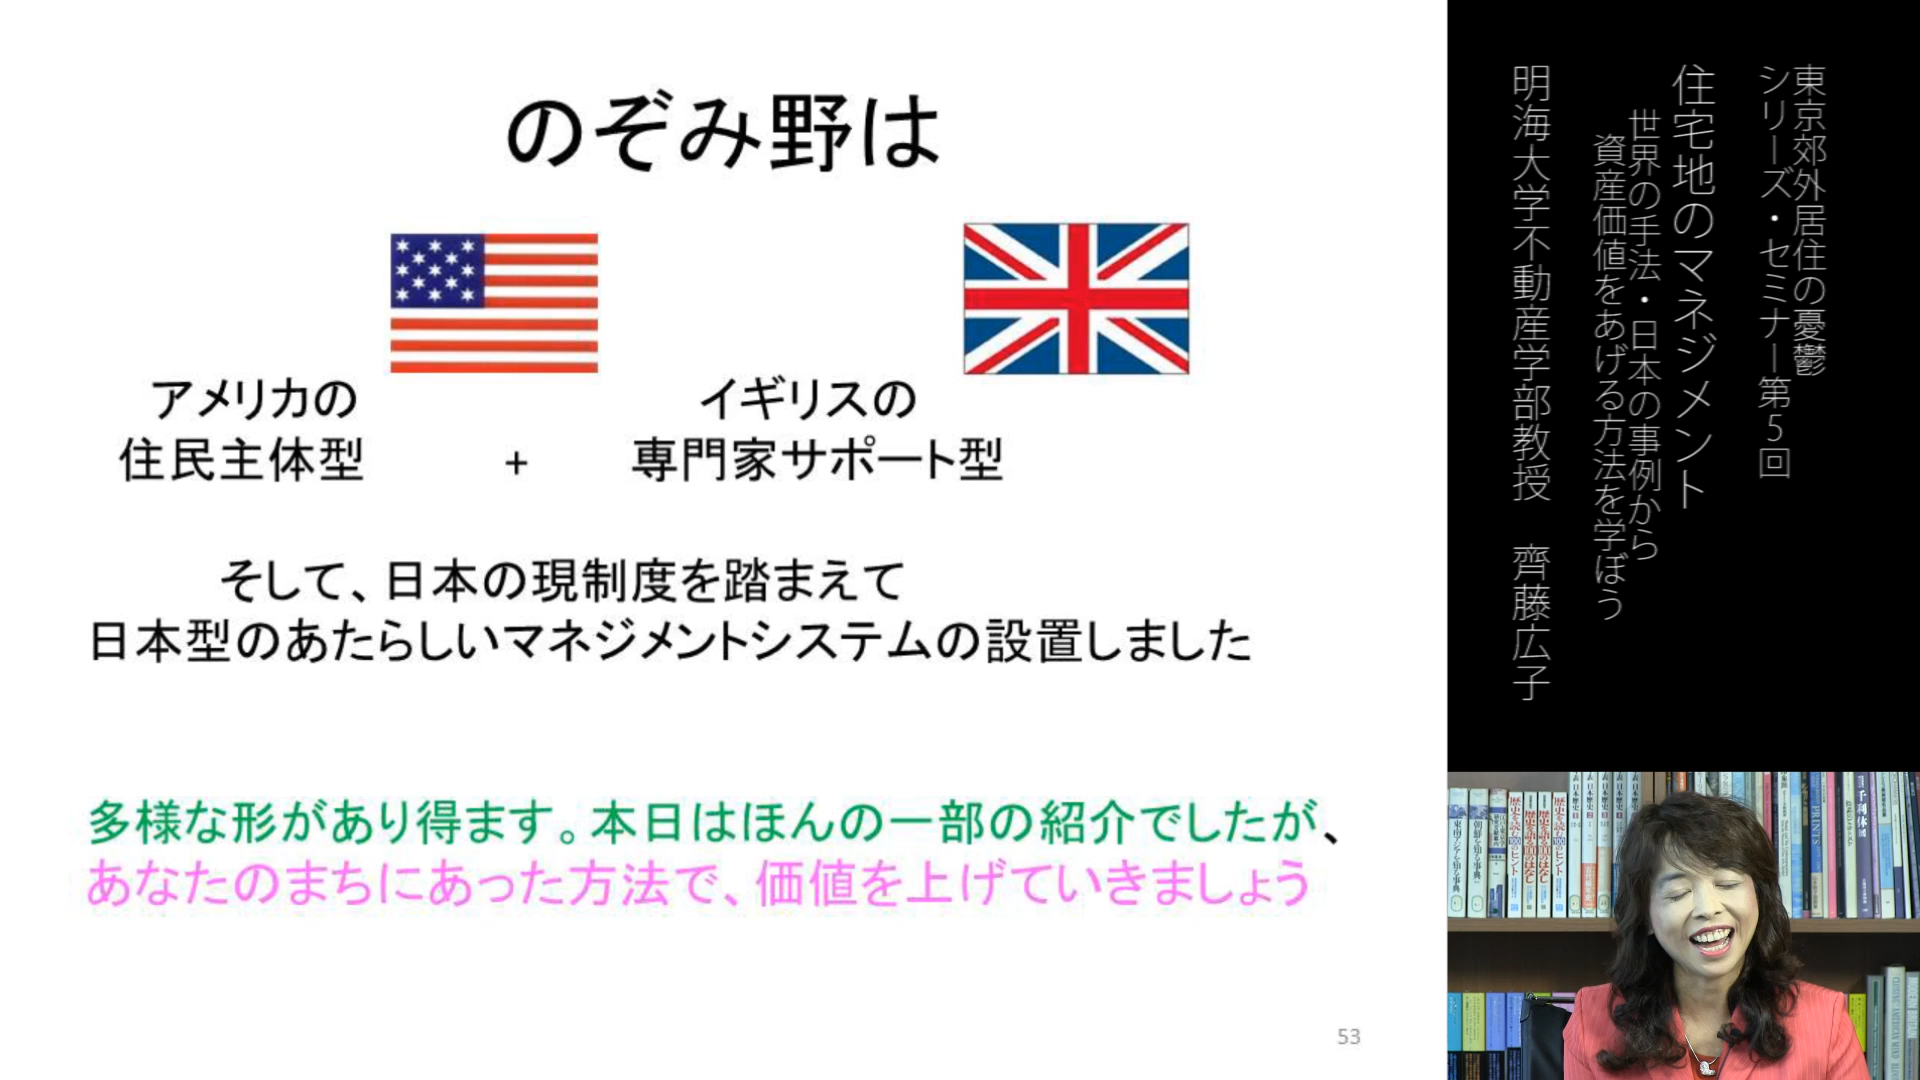 のぞみ野は
アメリカの
住民主体型
+
イギリスの
専門家サポート型
そして、日本の現制度を踏まえて
日本型のあたらしいマネジメントシステムの設置しました
多様な形があり得ます。本日はほんの一部の紹介でしたが、
あなたのまちにあった方法で、価値を上げていきましょう
53
東京郊外居住の憂鬱
シリーズ・セミナー第5回
住宅地のマネジメント
世界の手法・日本の事例から
資産価値をあげる方法を学ぼう
明海大学不動産学部教授 齊藤広子